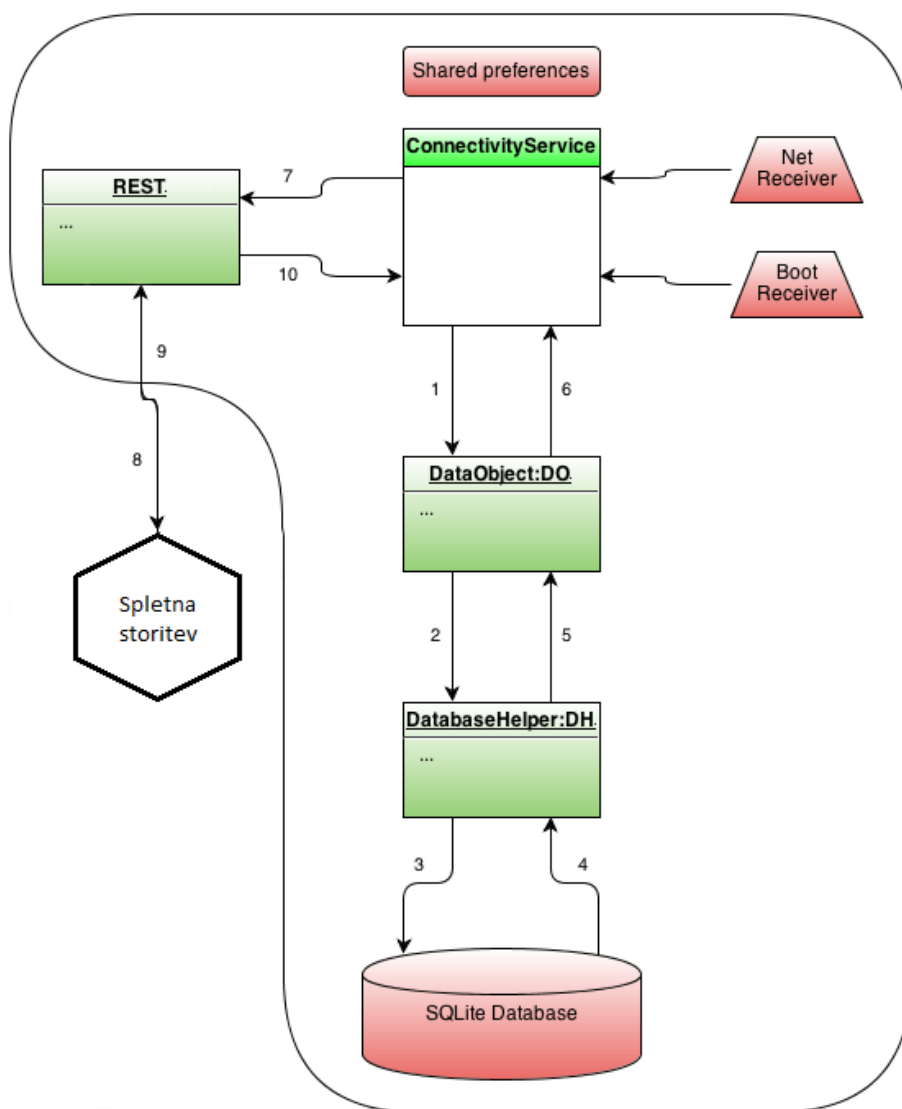 Shared preferences
ConnectivityService
Net
Receiver
REST
...
7
10
Boot
Receiver
9
8
1
6
Spletna
storitev
DataObject:DO
...
2
5
DatabaseHelper:DH
...
3
4
SQLite Database